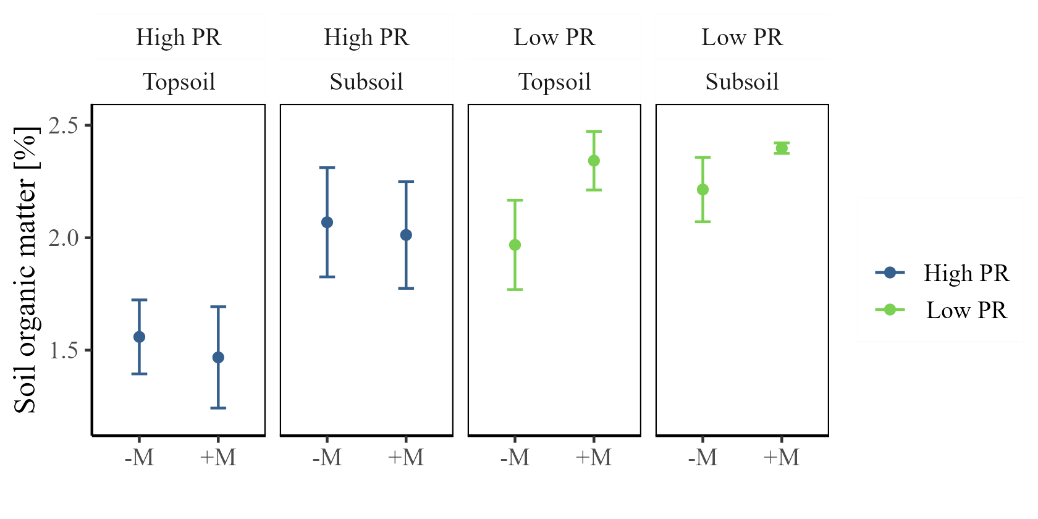 High PR High PR Low PR Low PR
Topsoil Subsoil Topsoil Subsoil
Soil organic matter [%]
2.5
2.0
1.5
-M +M -M +M -M +M -M +M
High PR
Low PR